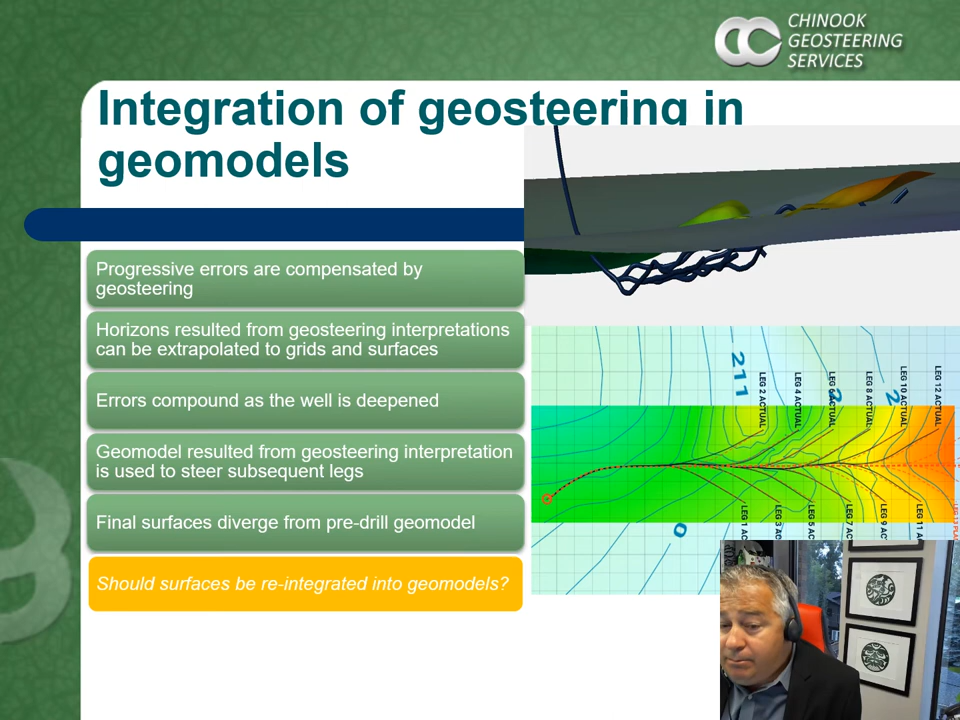 CHINOOK
GEOSTEERING
SERVICES
Integration of geosteering in
geomodels
Progressive errors are compensated by
geosteering
Horizons resulted from geosteering interpretations
can be extrapolated to grids and surfaces
Errors compound as the well is deepened
Geomodel resulted from geosteering interpretation
is used to steer subsequent legs
Final surfaces diverge from pre-drill geomodel
Should surfaces be re-integrated into geomodels?
211
2
2
0
LEG 2 ACTUAL
LEG 4 ACTUAL
LEG 6 ACTUAL
LEG 8 ACTUAL
LEG 10 ACTUAL
LEG 12 ACTUAL
LEG 1 AC
LEG 3 A
LEG 5 A
LEG 7 AC
LEG 9 A
LEG 11 A